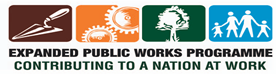 EXPANDED PUBLIC WORKS PROGRAMME
CONTRIBUTING TO A NATION AT WORK